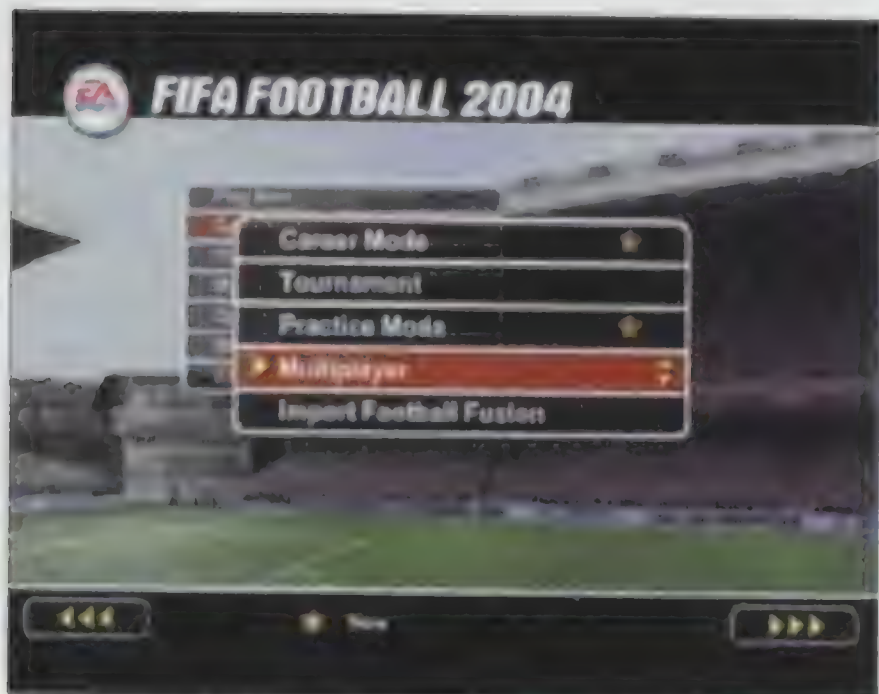 EA
FIFA FOOTBALL 2004
Career Mode
Tournament
Practice Mode
Multiplayer
Import Football Fusion
New